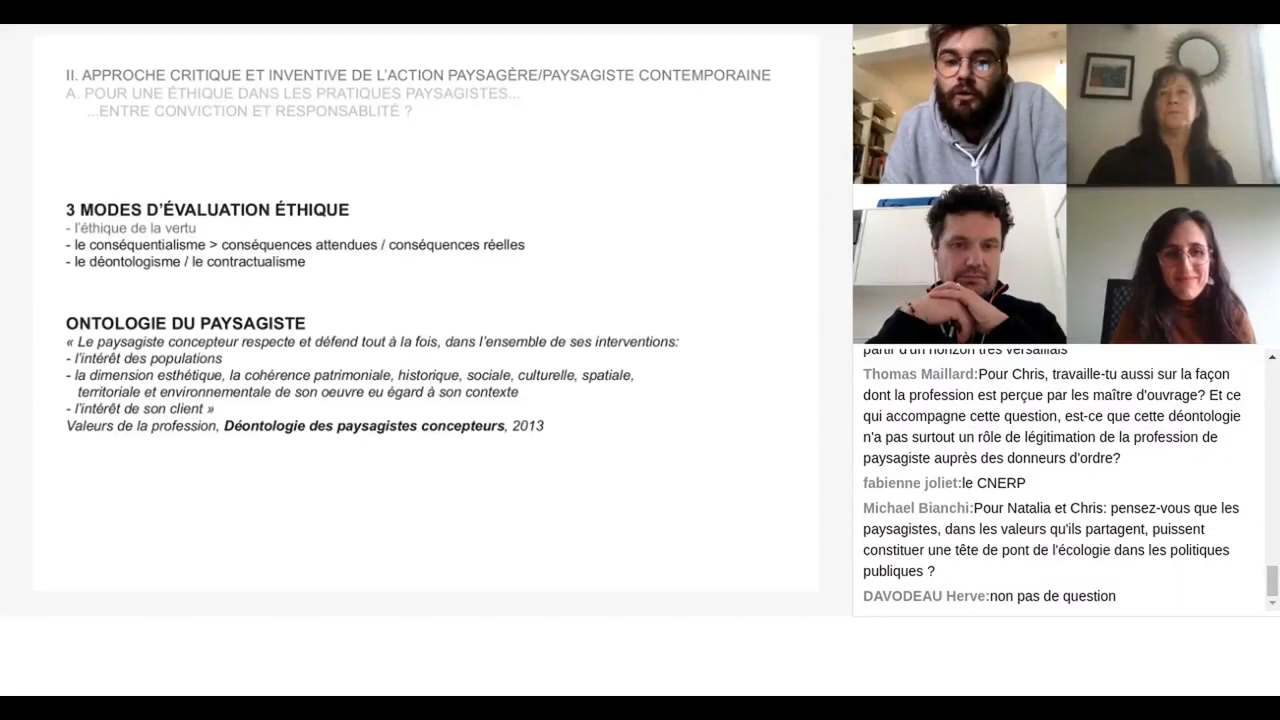 II. APPROCHE CRITIQUE ET INVENTIVE DE L'ACTION PAYSAGÈRE/PAYSAGISTE CONTEMPORAINE
A. POUR UNE ÉTHIQUE DANS LES PRATIQUES PAYSAGISTES...
...ENTRE CONVICTION ET RESPONSABLITÉ ?
3 MODES D'ÉVALUATION ÉTHIQUE
- l'éthique de la vertu
- le conséquentialisme > conséquences attendues / conséquences réelles
- le déontologisme / le contractualisme
ONTOLOGIE DU PAYSAGISTE
« Le paysagiste concepteur respecte et défend tout à la fois, dans l'ensemble de ses interventions:
- l'intérêt des populations
- la dimension esthétique, la cohérence patrimoniale, historique, sociale, culturelle, spatiale,
territoriale et environnementale de son oeuvre eu égard à son contexte
- l'intérêt de son client »
Valeurs de la profession, Déontologie des paysagistes concepteurs, 2013
partir d'un horizon très versaillais
Thomas Maillard:Pour Chris, travaille-tu aussi sur la façon
dont la profession est perçue par les maître d'ouvrage? Et ce
qui accompagne cette question, est-ce que cette déontologie
n'a pas surtout un rôle de légitimation de la profession de
paysagiste auprès des donneurs d'ordre?
fabienne joliet:le CNERP
Michael Bianchi:Pour Natalia et Chris: pensez-vous que les
paysagistes, dans les valeurs qu'ils partagent, puissent
constituer une tête de pont de l'écologie dans les politiques
publiques ?
DAVODEAU Herve:non pas de question